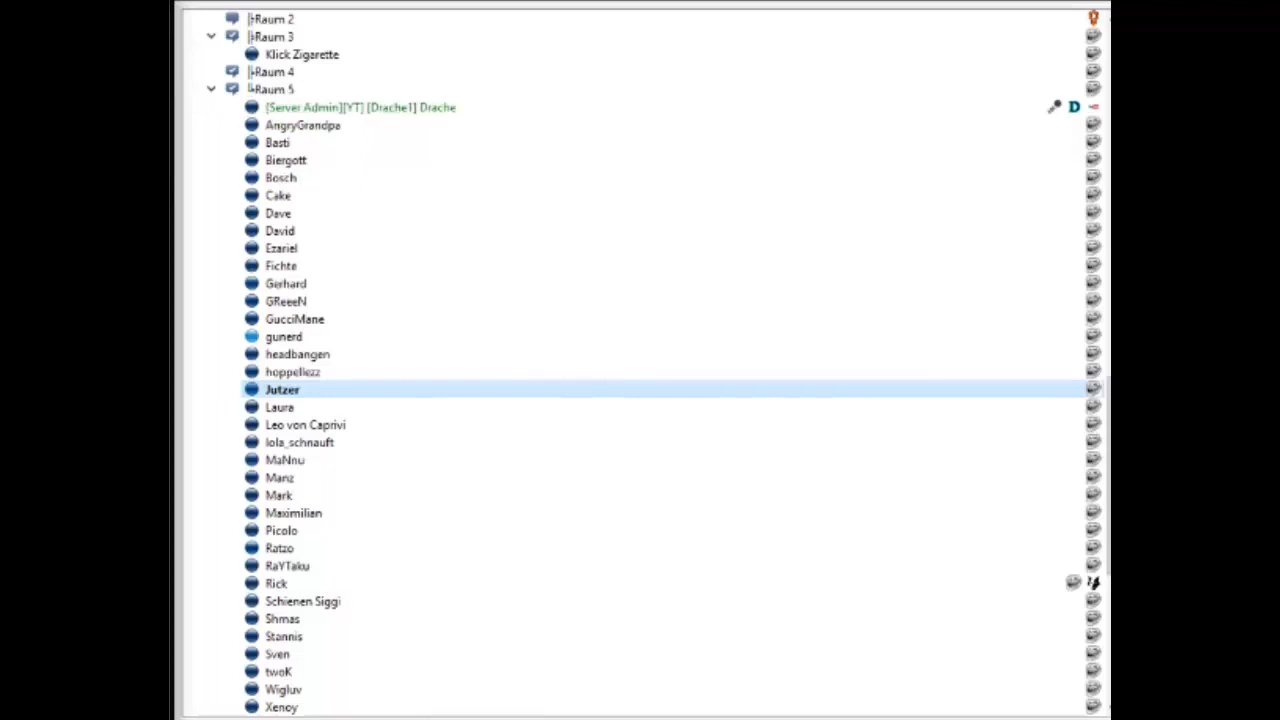 Raum 2
Raum 3
Klick Zigarette
Raum 4
Raum 5
[Server Admin][YT] [Drache1] Drache
D
AngryGrandpa
Basti
Biergott
Bosch
Cake
Dave
David
Ezariel
Fichte
Gerhard
GReeeN
GucciMane
gunerd
headbangen
hoppellezz
Jutzer
Laura
Leo von Caprivi
lola_schnauft
MaNnu
Manz
Mark
Maximilian
Picolo
Ratzo
RaYTaku
Rick
Schienen Siggi
Shmas
Stannis
Sven
twoK
Wigluv
Xenoy